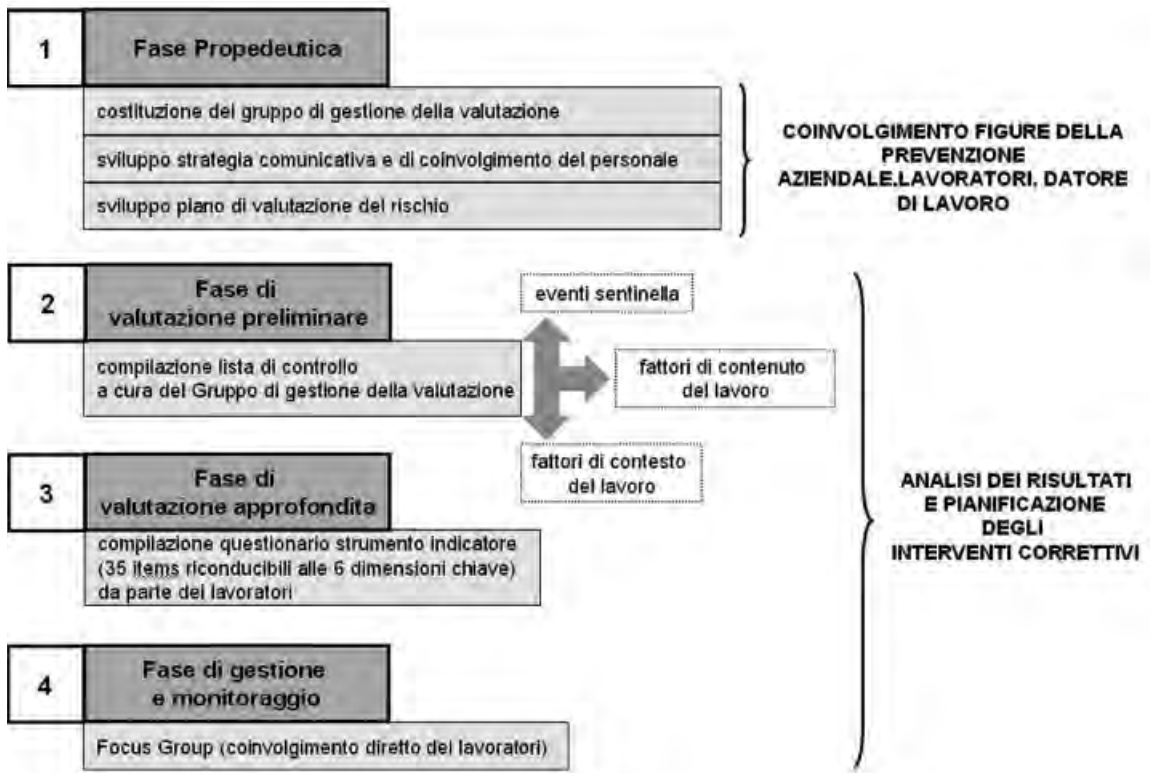 1
Fase Propedeutica
costituzione del gruppo di gestione della valutazione
sviluppo strategia comunicativa e di coinvolgimento del personale
sviluppo piano di valutazione del rischio
COINVOLGIMENTO FIGURE DELLA
PREVENZIONE
AZIENDALE.LAVORATORI, DATORE
DI LAVORO
2
Fase di
valutazione preliminare
compilazione lista di controllo
a cura del Gruppo di gestione della valutazione
eventi sentinella
fattori di contenuto
del lavoro
fattori di contesto
del lavoro
3
Fase di
valutazione approfondita
compilazione questionario strumento indicatore
(35 items riconducibili alle 6 dimensioni chiave)
da parte dei lavoratori
4
Fase di gestione
e monitoraggio
Focus Group (coinvolgimento diretto dei lavoratori)
ANALISI DEI RISULTATI
E PIANIFICAZIONE
DEGLI
INTERVENTI CORRETTIVI